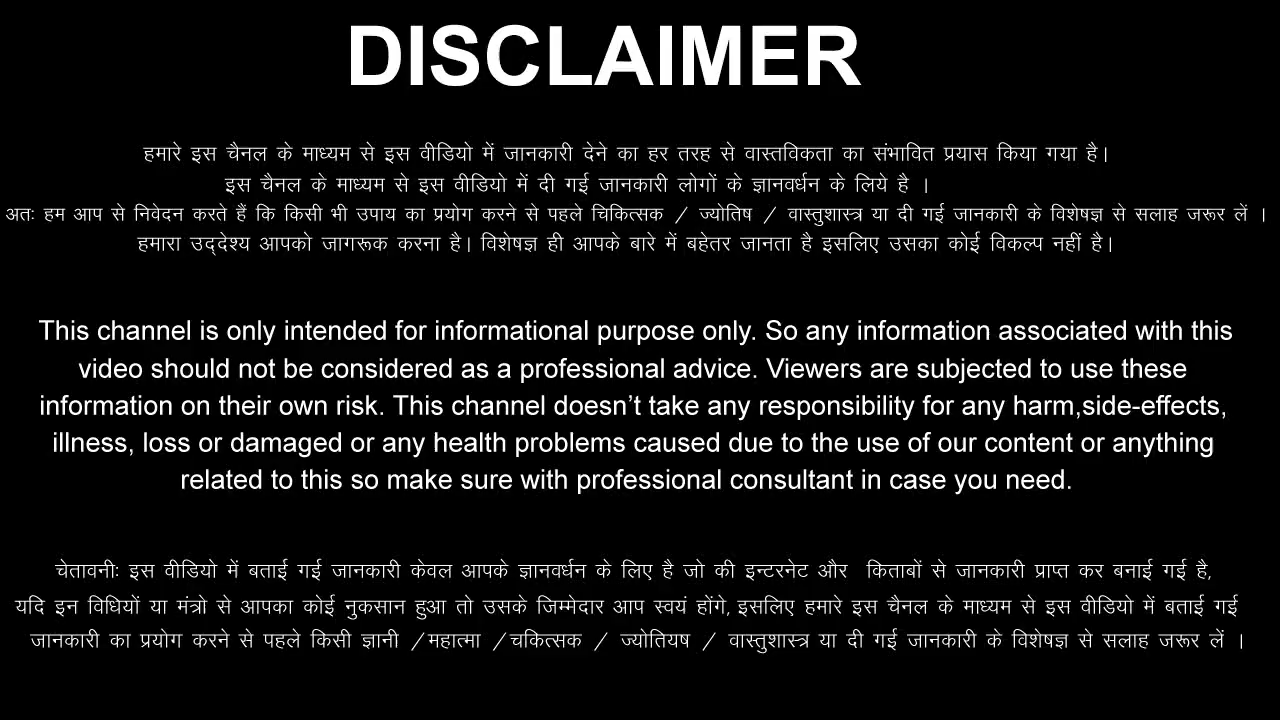 DISCLAIMER
हमारे इस चैनल के माध्यम से इस वीडियो में जानकारी देने का हर तरह से वास्तविकता का संभावित प्रयास किया गया है।
इस चैनल के माध्यम से इस वीडियो में दी गई जानकारी लोगों के ज्ञानवर्धन के लिये है ।
अतः हम आप से निवेदन करते हैं कि किसी भी उपाय का प्रयोग करने से पहले चिकित्सक / ज्योतिष / वास्तुशास्त्र या दी गई जानकारी के विशेषज्ञ से सलाह जरूर लें ।
हमारा उद्देश्य आपको जागरूक करना है। विशेषज्ञ ही आपके बारे में बहेतर जानता है इसलिए उसका कोई विकल्प नहीं है।
This channel is only intended for informational purpose only. So any information associated with this
video should not be considered as a professional advice. Viewers are subjected to use these
information on their own risk. This channel doesn’t take any responsibility for any harm,side-effects,
illness, loss or damaged or any health problems caused due to the use of our content or anything
related to this so make sure with professional consultant in case you need.
चेतावनीः इस वीडियो में बताई गई जानकारी केवल आपके ज्ञानवर्धन के लिए है जो की इन्टरनेट और किताबों से जानकारी प्राप्त कर बनाई गई है,
यदि इन विधियों या मंत्रो से आपका कोई नुकसान हुआ तो उसके जिम्मेदार आप स्वयं होंगे, इसलिए हमारे इस चैनल के माध्यम से इस वीडियो में बताई गई
जानकारी का प्रयोग करने से पहले किसी ज्ञानी /महात्मा /चकित्सक / ज्योतियष / वास्तुशास्त्र या दी गई जानकारी के विशेषज्ञ से सलाह जरूर लें ।